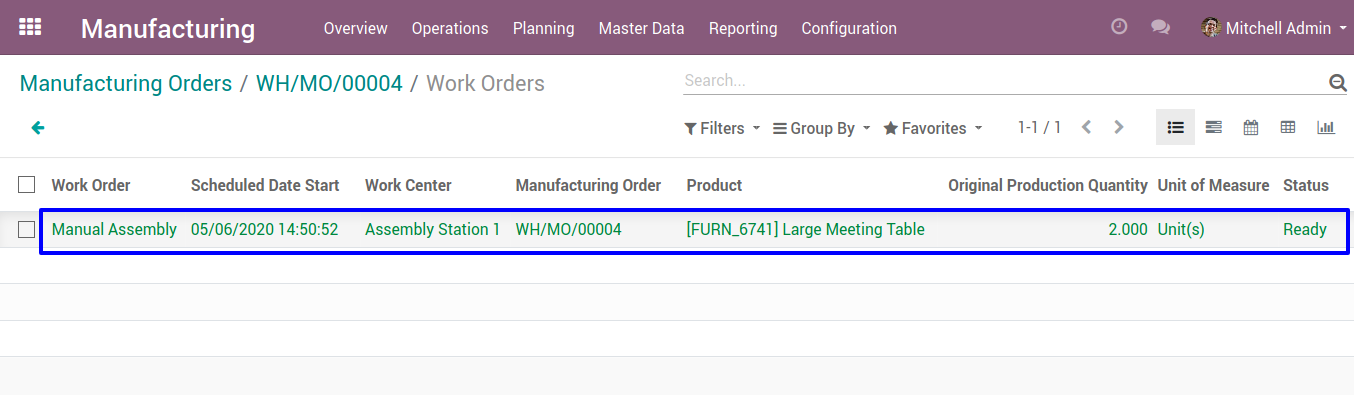 Manufacturing Overview Operations Planning Master Data Reporting Configuration Mitchell Admin
Manufacturing Orders / WH/MO/00004 / Work Orders Search...
Filters Group By Favorites 1-1 / 1
Work Order Scheduled Date Start Work Center Manufacturing Order Product Original Production Quantity Unit of Measure Status
Manual Assembly 05/06/2020 14:50:52 Assembly Station 1 WH/MO/00004 [FURN_6741] Large Meeting Table 2.000 Unit(s) Ready